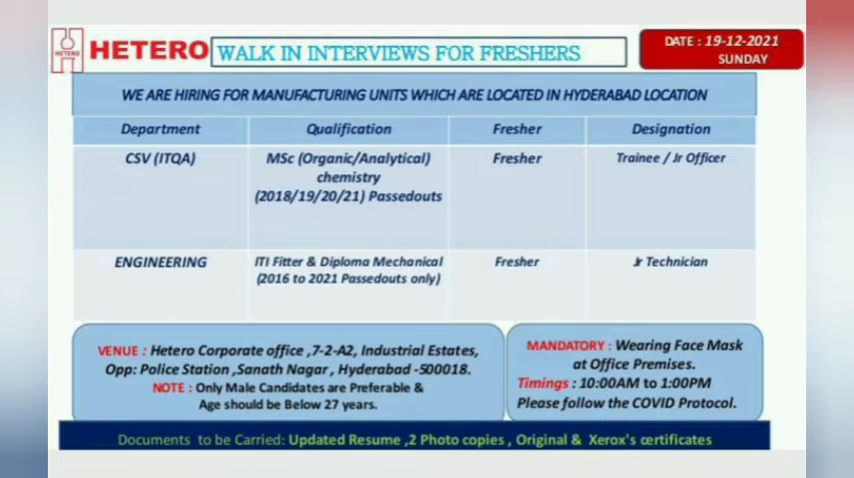 HETERO
HETERO WALK IN INTERVIEWS FOR FRESHERS
DATE : 19-12-2021
SUNDAY
WE ARE HIRING FOR MANUFACTURING UNITS WHICH ARE LOCATED IN HYDERABAD LOCATION
Department Qualification Fresher Designation
CSV (ITQA) MSc (Organic/Analytical) Fresher Trainee / Jr Officer
chemistry
(2018/19/20/21) Passedouts
ENGINEERING ITI Fitter & Diploma Mechanical Fresher Jr Technician
(2016 to 2021 Passedouts only)
VENUE : Hetero Corporate office ,7-2-A2, Industrial Estates,
Opp: Police Station ,Sanath Nagar , Hyderabad -500018.
NOTE : Only Male Candidates are Preferable &
Age should be Below 27 years.
MANDATORY : Wearing Face Mask
at Office Premises.
Timings : 10:00AM to 1:00PM
Please follow the COVID Protocol.
Documents to be Carried: Updated Resume ,2 Photo copies , Original & Xerox's certificates